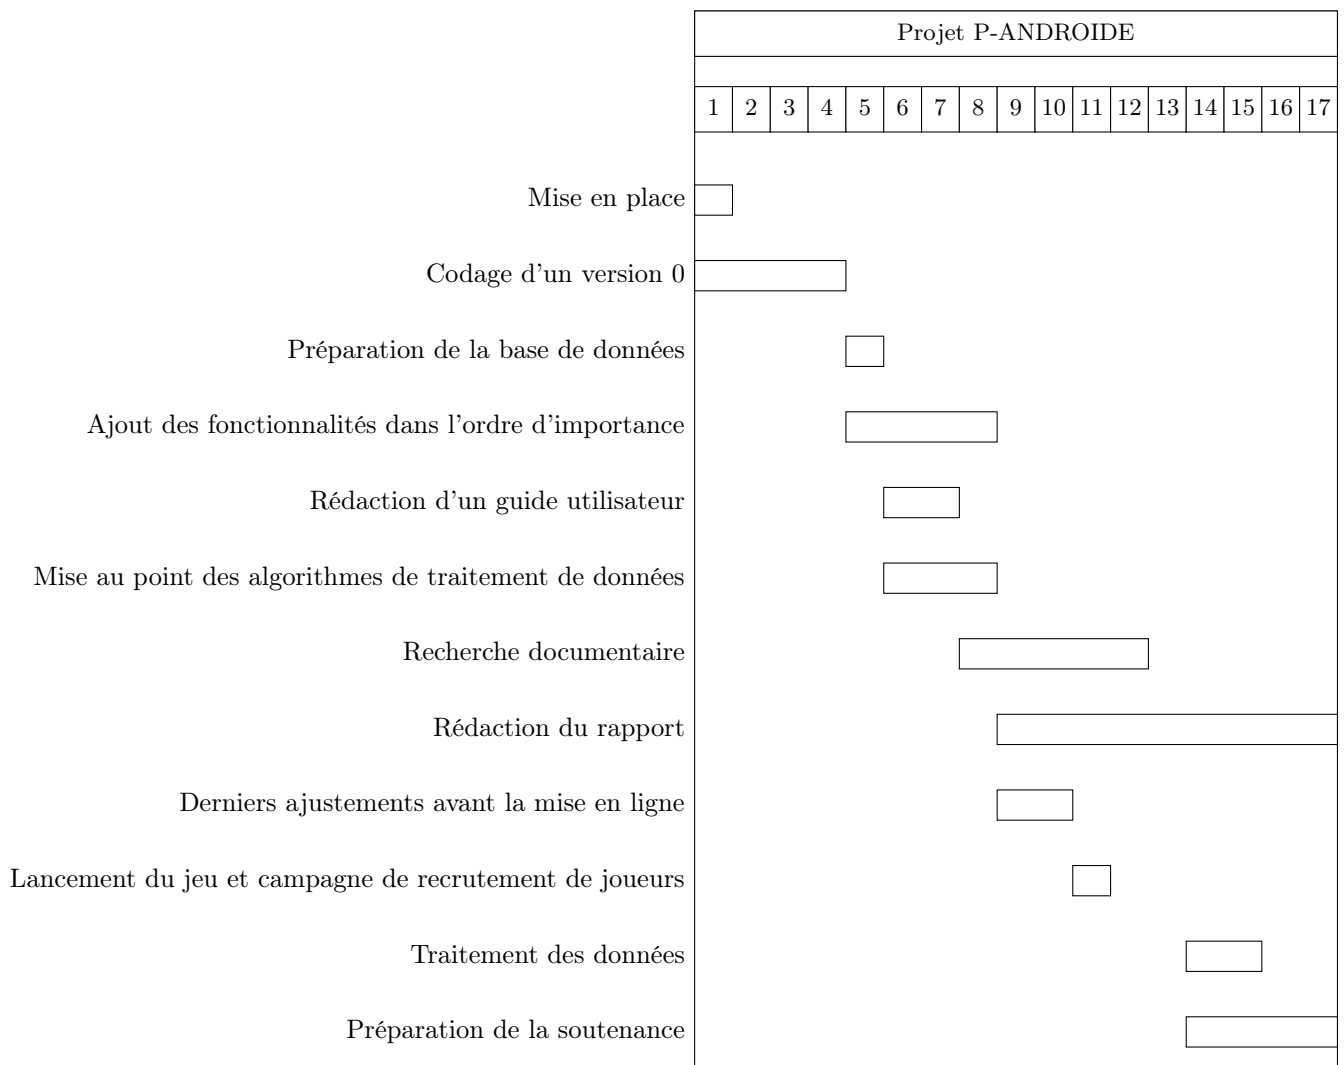 Projet P-ANDROIDE
1 2 3 4 5 6 7 8 9 10 11 12 13 14 15 16 17
Mise en place
Codage d'un version 0
Préparation de la base de données
Ajout des fonctionnalités dans l'ordre d'importance
Rédaction d'un guide utilisateur
Mise au point des algorithmes de traitement de données
Recherche documentaire
Rédaction du rapport
Derniers ajustements avant la mise en ligne
Lancement du jeu et campagne de recrutement de joueurs
Traitement des données
Préparation de la soutenance